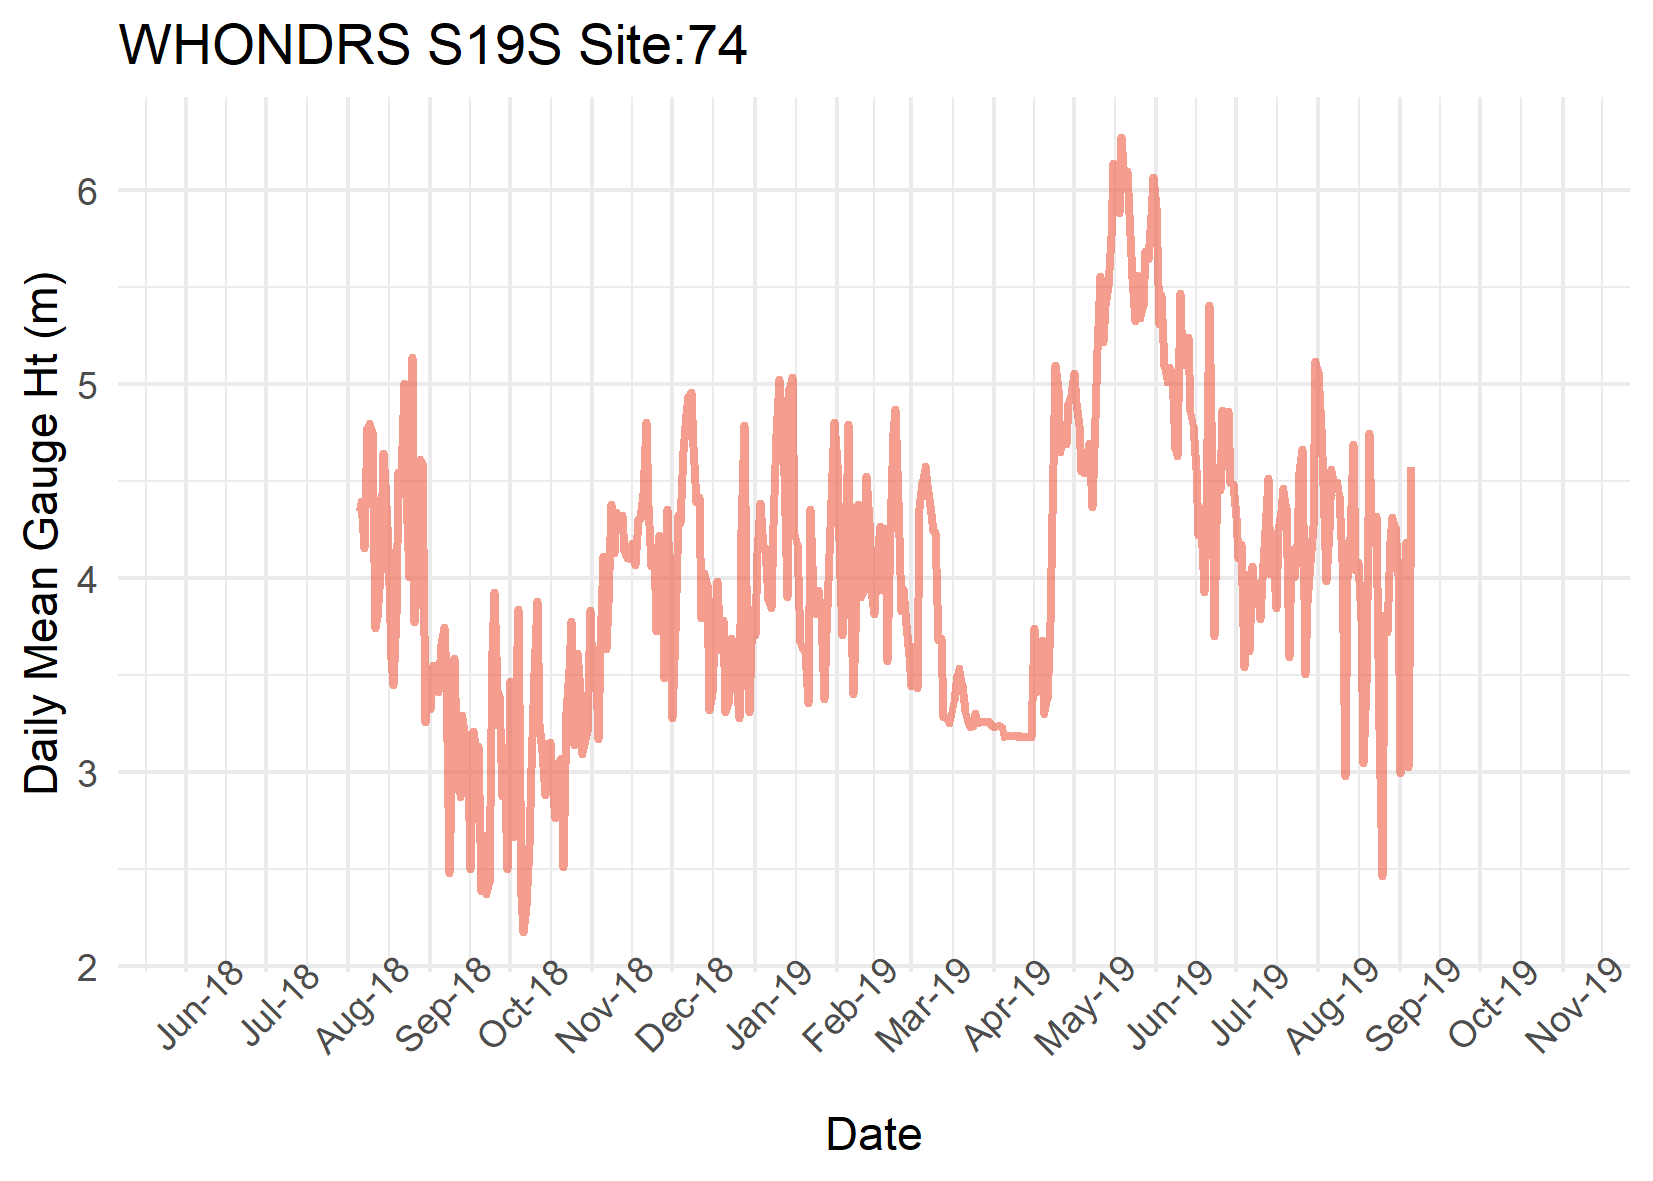 WHONDRS S19S Site:74
Daily Mean Gauge Ht (m)
6
5
4
3
2
Jun-18
Jul-18
Aug-18
Sep-18
Oct-18
Nov-18
Dec-18
Jan-19
Feb-19
Mar-19
Apr-19
May-19
Jun-19
Jul-19
Aug-19
Sep-19
Oct-19
Nov-19
Date